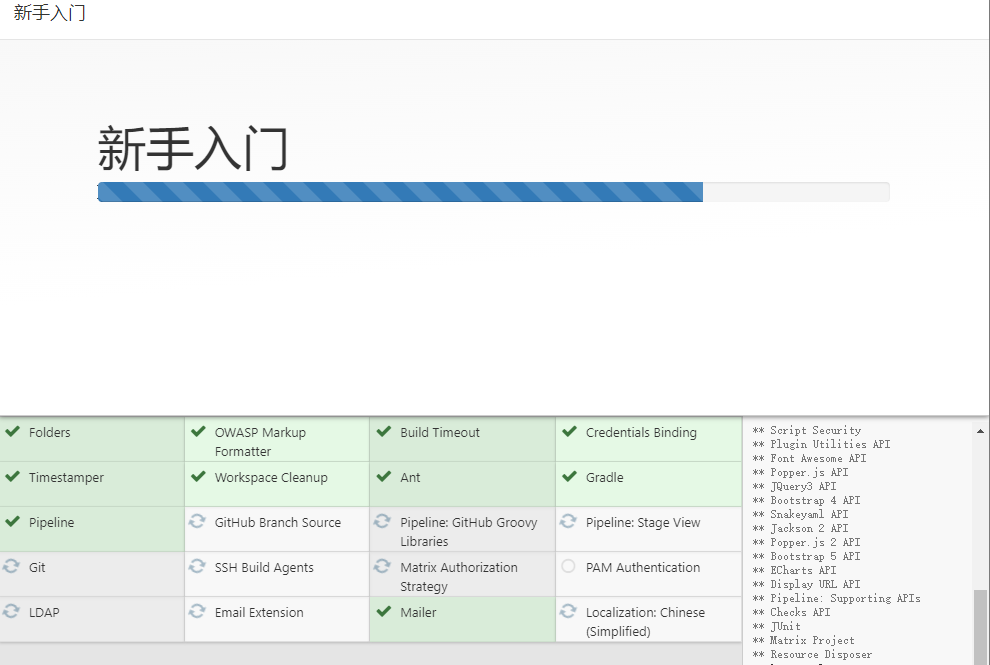 新手入门
新手入门
Folders
OWASP Markup
Formatter
Build Timeout
Credentials Binding
Timestamper
Workspace Cleanup
Ant
Gradle
Pipeline
GitHub Branch Source
Pipeline: GitHub Groovy
Libraries
Pipeline: Stage View
Git
SSH Build Agents
Matrix Authorization
Strategy
PAM Authentication
LDAP
Email Extension
Mailer
Localization: Chinese
(Simplified)
** Script Security
** Plugin Utilities API
** Font Awesome API
** Popper.js API
** JQuery3 API
** Bootstrap 4 API
** Snakeyaml API
** Jackson 2 API
** Popper.js 2 API
** Bootstrap 5 API
** ECharts API
** Display URL API
** Pipeline: Supporting APIs
** Checks API
** JUnit
** Matrix Project
** Resource Disposer